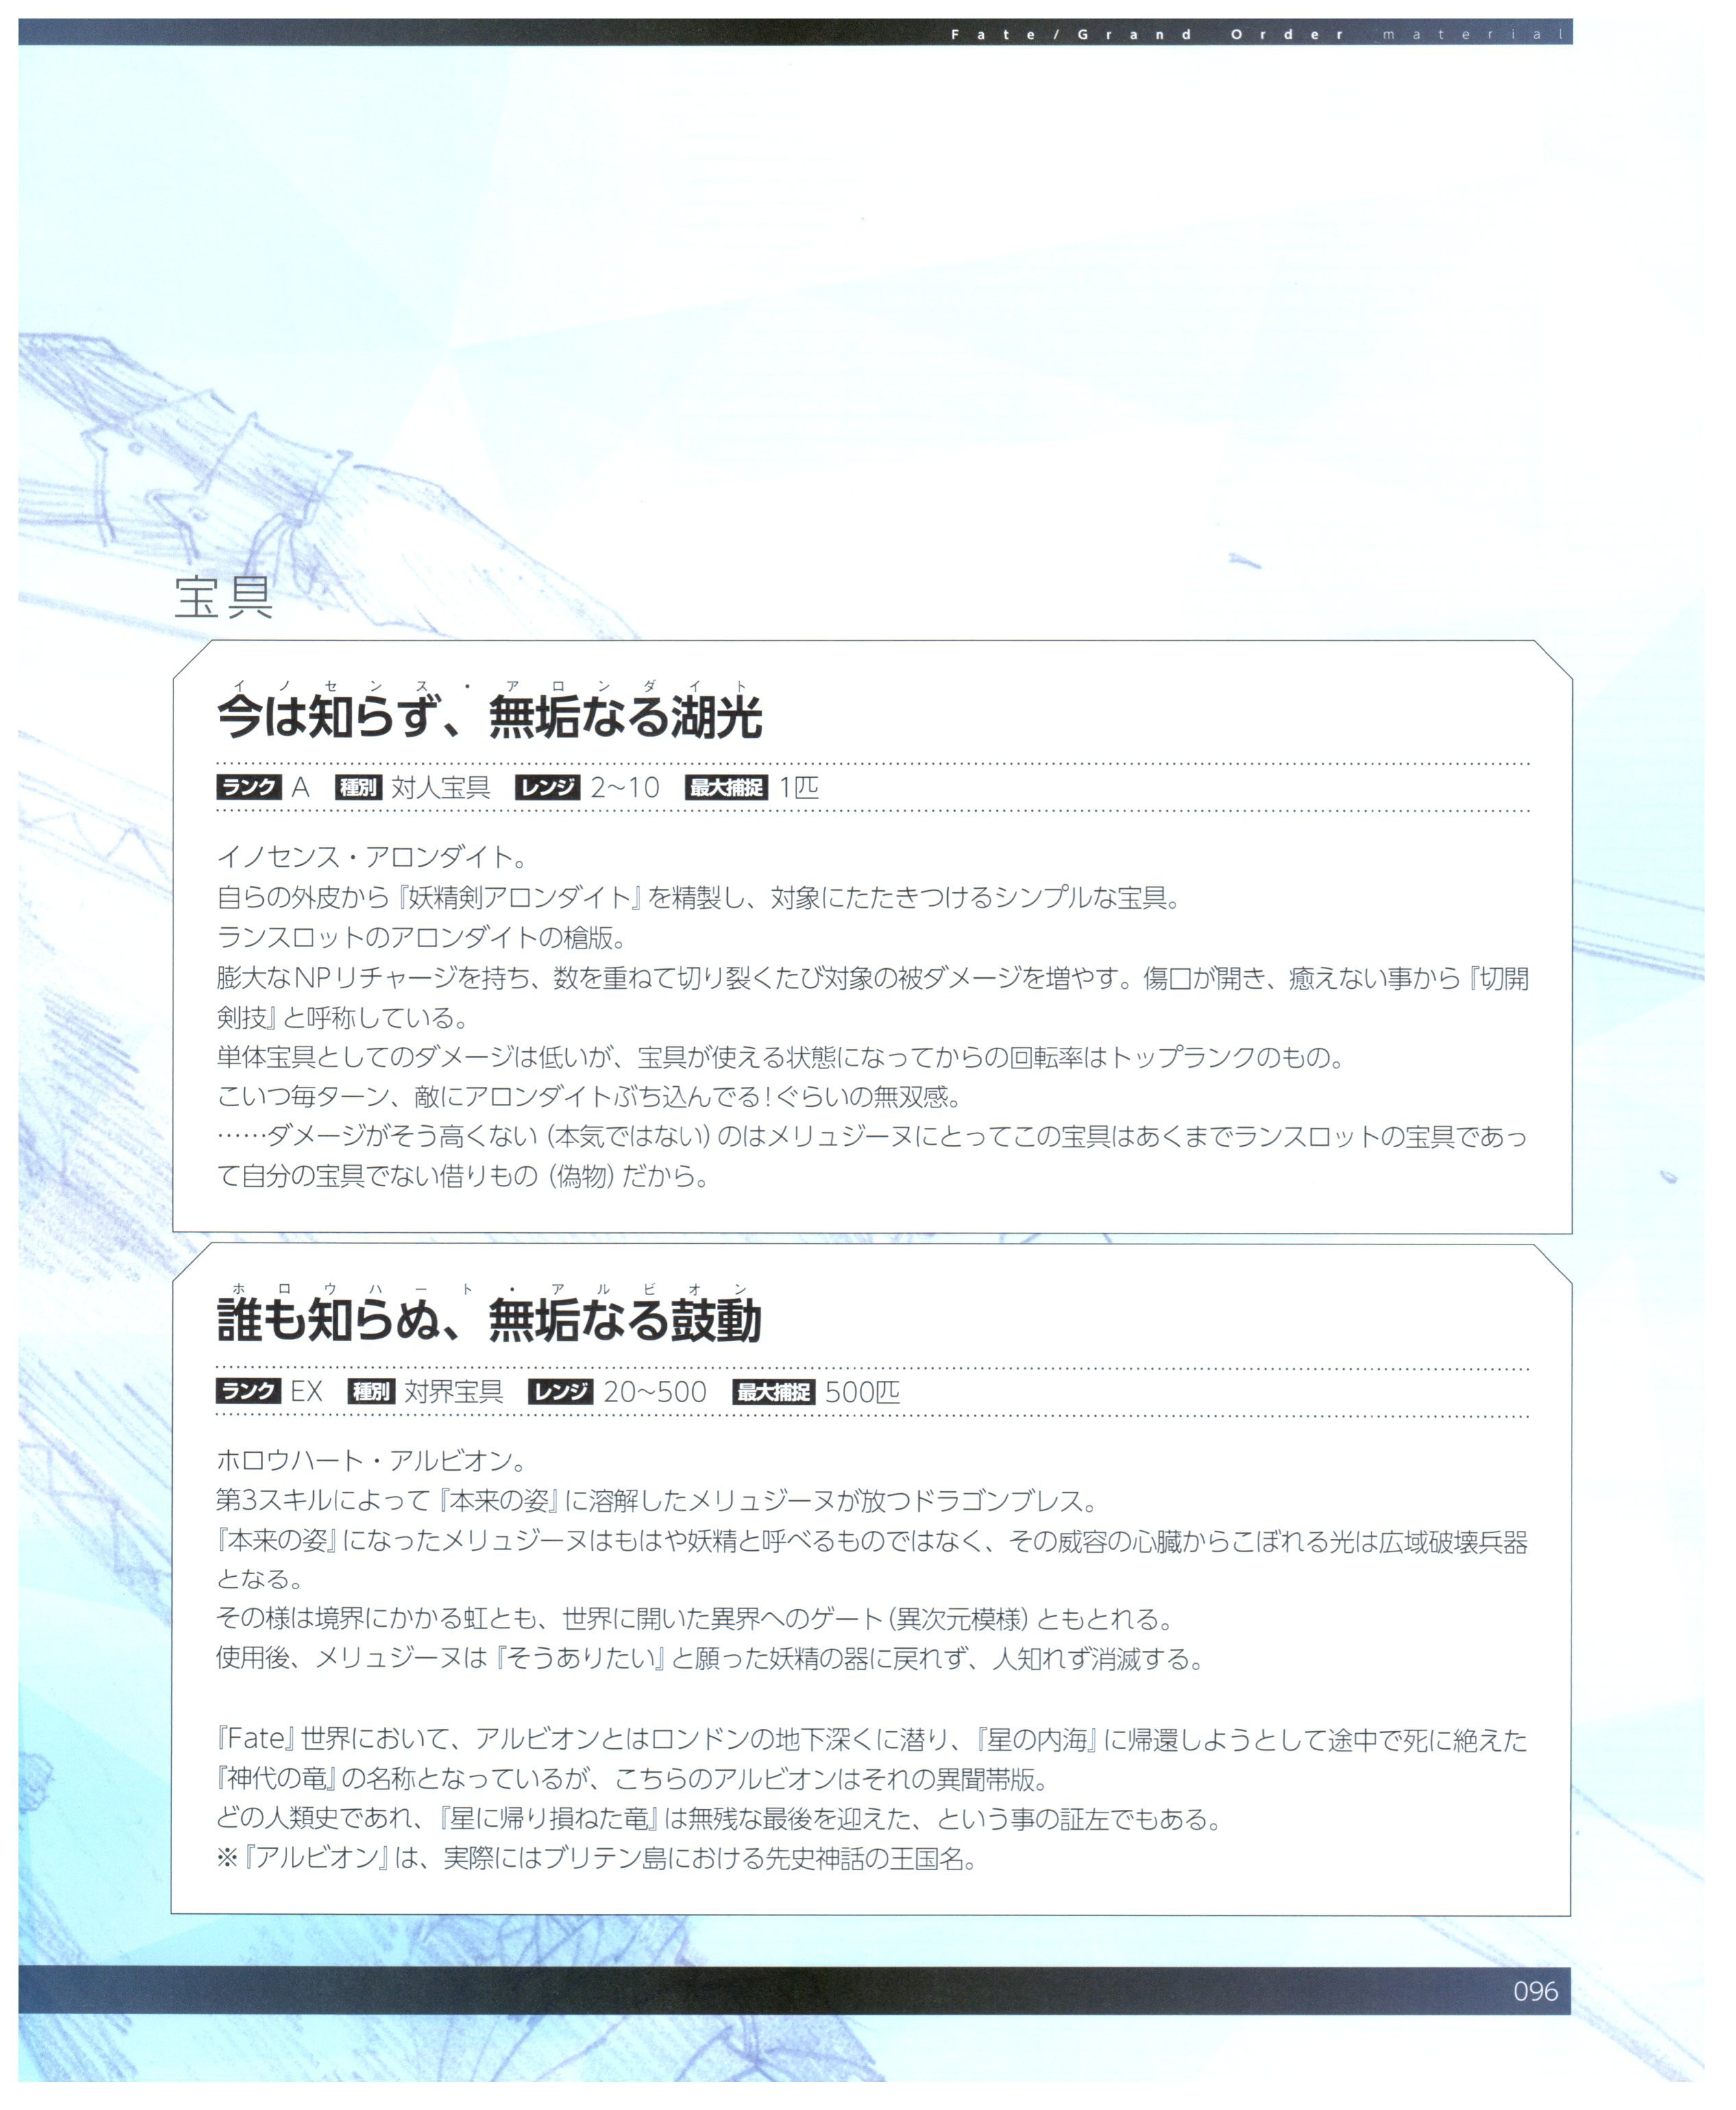 Fate/Grand Order material
宝具
イノセンス・アロンダイト
今は知らず、無垢なる湖光
ランク A 種別 対人宝具 レンジ 2~10 最大捕捉 1匹
イノセンス・アロンダイト。
自らの外皮から『妖精剣アロンダイト』を精製し、対象にたたきつけるシンプルな宝具。
ランスロットのアロンダイトの槍版。
膨大なNPリチャージを持ち、数を重ねて切り裂くたび対象の被ダメージを増やす。傷口が開き、癒えない事から『切開
剣技』と呼称している。
単体宝具としてのダメージは低いが、宝具が使える状態になってからの回転率はトップランクのもの。
こいつ毎ターン、敵にアロンダイトぶち込んでる!ぐらいの無双感。
……ダメージがそう高くない（本気ではない）のはメリュジーヌにとってこの宝具はあくまでランスロットの宝具であっ
て自分の宝具でない借りもの（偽物）だから。
ホロウハート・アルビオン
誰も知らぬ、無垢なる鼓動
ランク EX 種別 対界宝具 レンジ 20~500 最大捕捉 500匹
ホロウハート・アルビオン。
第3スキルによって『本来の姿』に溶解したメリュジーヌが放つドラゴンブレス。
『本来の姿』になったメリュジーヌはもはや妖精と呼べるものではなく、その威容の心臓からこぼれる光は広域破壊兵器
となる。
その様は境界にかかる虹とも、世界に開いた異界へのゲート（異次元模様）ともとれる。
使用後、メリュジーヌは『そうありたい』と願った妖精の器に戻れず、人知れず消滅する。
『Fate』世界において、アルビオンとはロンドンの地下深くに潜り、『星の内海』に帰還しようとして途中で死に絶えた
『神代の竜』の名称となっているが、こちらのアルビオンはそれの異聞帯版。
どの人類史であれ、『星に帰り損ねた竜』は無残な最後を迎えた、という事の証左でもある。
※『アルビオン』は、実際にはブリテン島における先史神話の王国名。
096